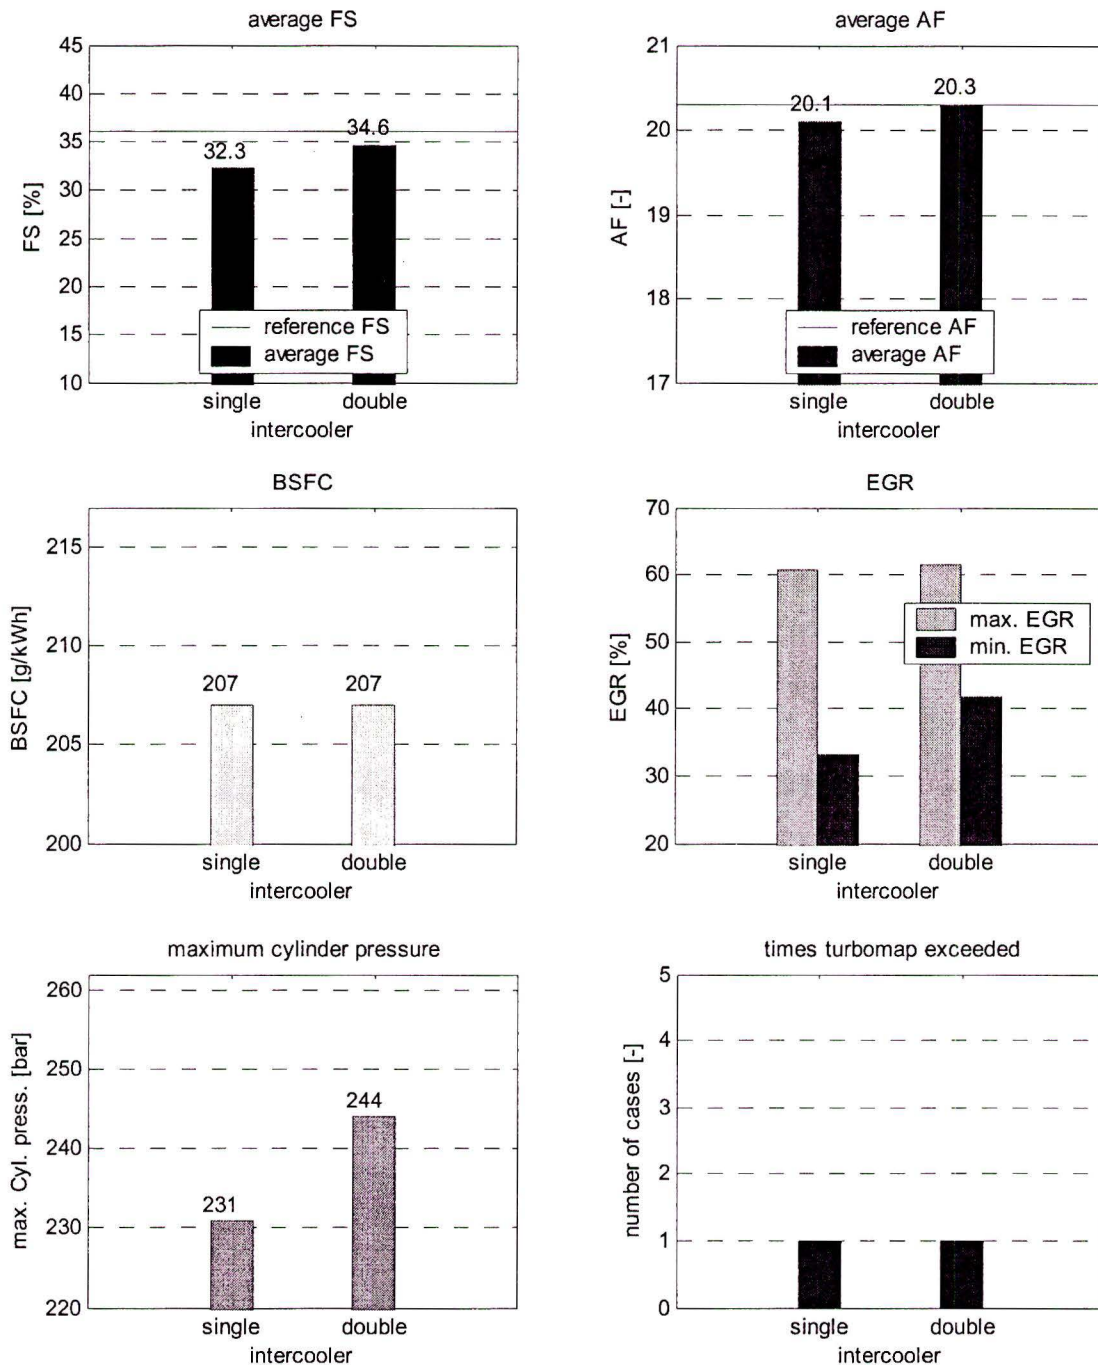 average FS
45
40
35
30
25
20
15
10
FS [%]
32.3
34.6
reference FS
average FS
single
double
intercooler
average AF
21
20
19
18
17
AF [-]
20.1
20.3
reference AF
average AF
single
double
intercooler
BSFC
215
210
205
200
BSFC [g/kWh]
207
207
single
double
intercooler
EGR
70
60
50
40
30
20
EGR [%]
max. EGR
min. EGR
single
double
intercooler
maximum cylinder pressure
260
250
240
230
220
max. Cyl. press. [bar]
231
244
single
double
intercooler
times turbomap exceeded
5
4
3
2
1
0
number of cases [-]
single
double
intercooler